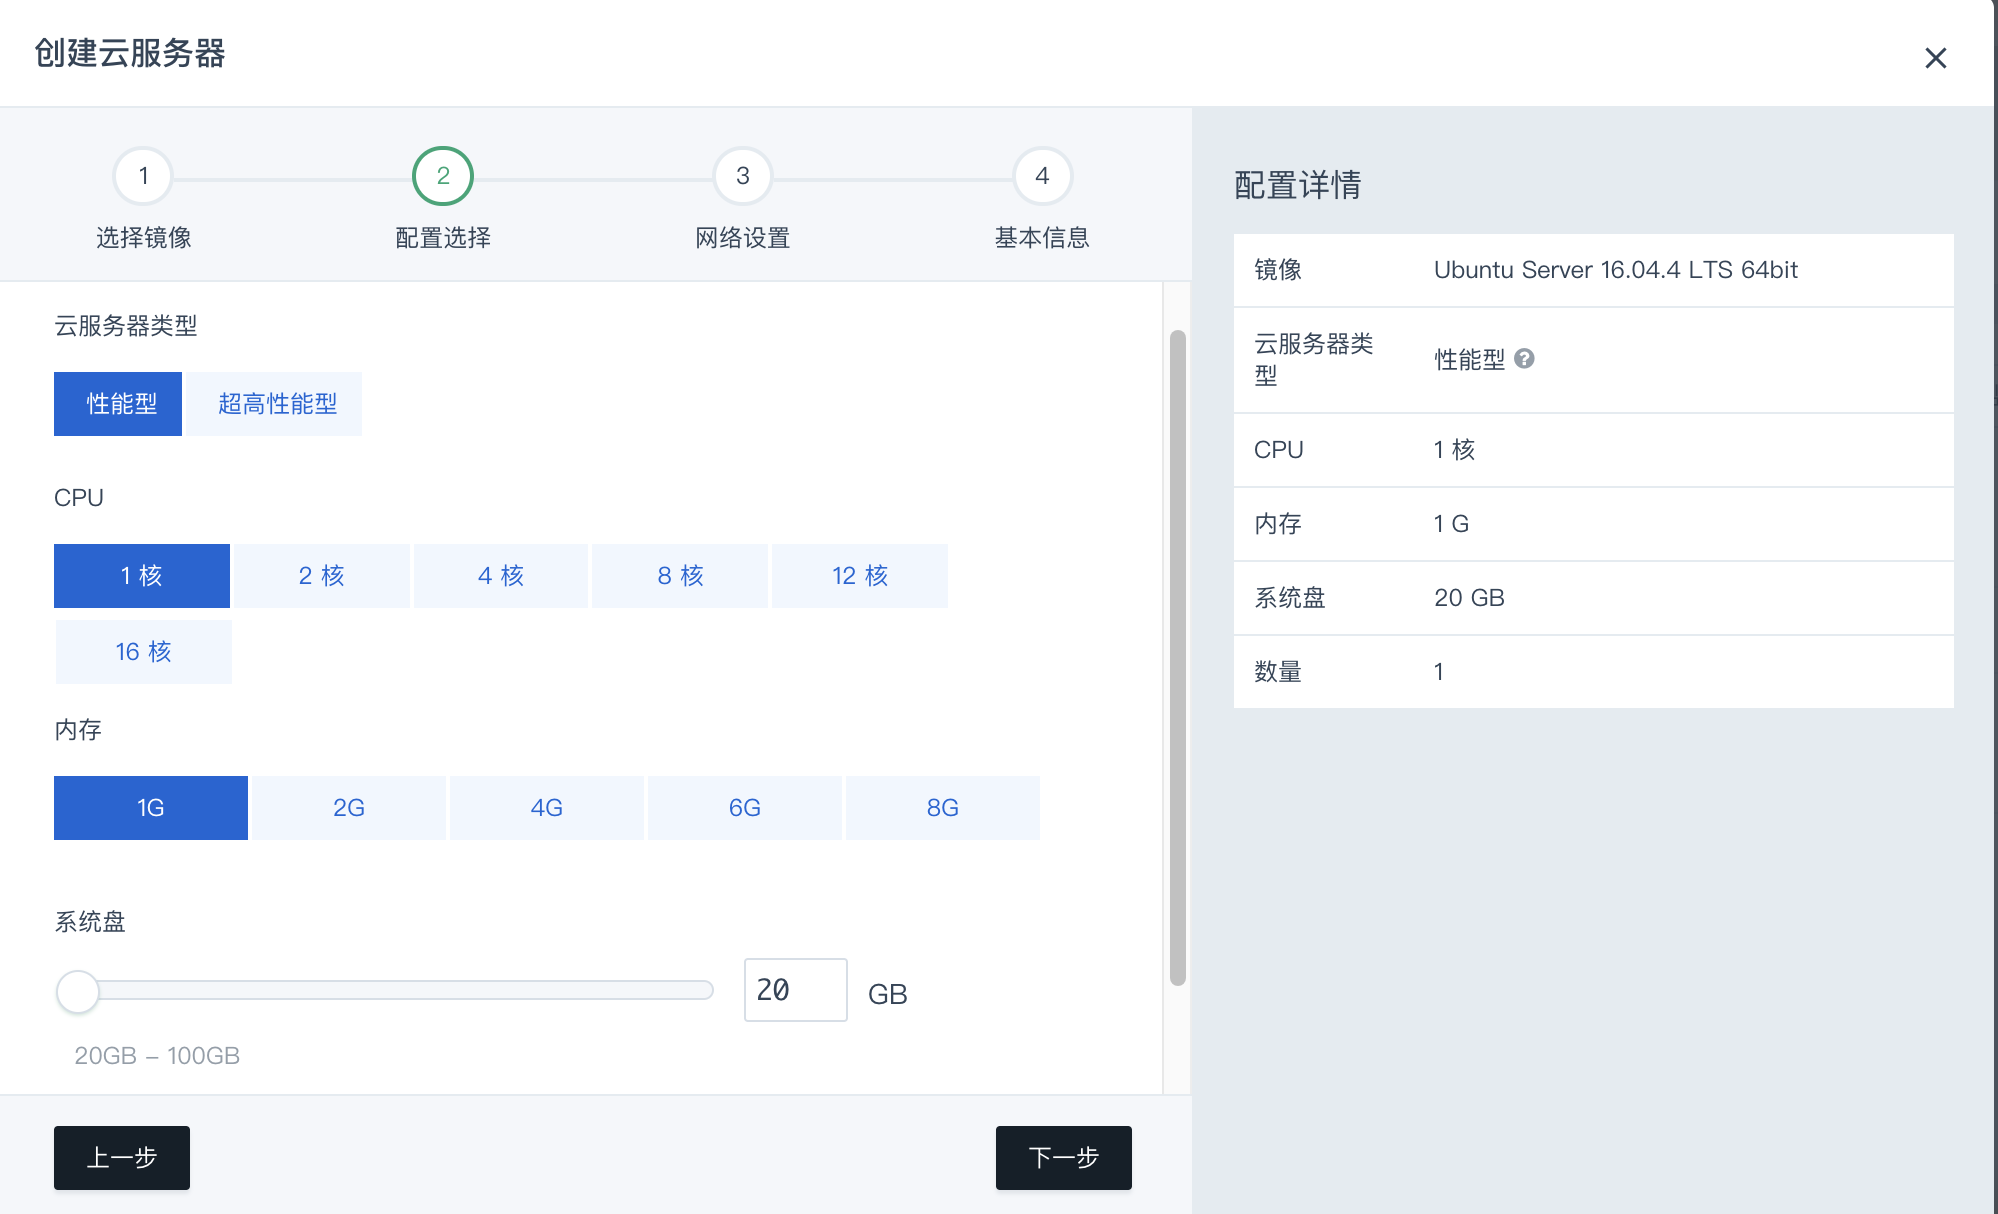 创建云服务器
1
2
3
4
选择镜像
配置选择
网络设置
基本信息
云服务器类型
性能型
超高性能型
CPU
1 核
2 核
4 核
8 核
12 核
16 核
内存
1G
2G
4G
6G
8G
系统盘
20
GB
20GB – 100GB
上一步
下一步
配置详情
镜像
Ubuntu Server 16.04.4 LTS 64bit
云服务器类
型
性能型 ?
CPU
1 核
内存
1 G
系统盘
20 GB
数量
1